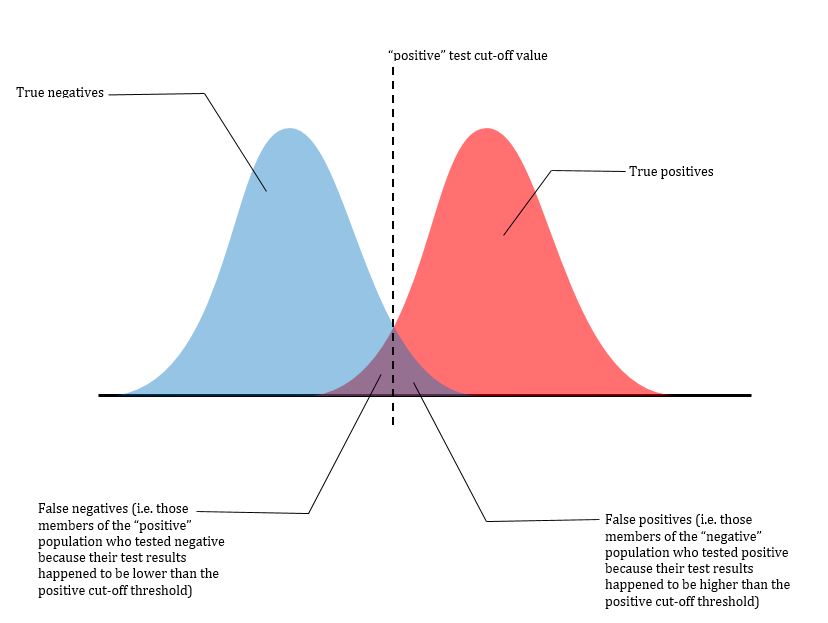 “positive” test cut-off value
True negatives
True positives
False negatives (i.e. those
members of the “positive”
population who tested negative
because their test results
happened to be lower than the
positive cut-off threshold)
False positives (i.e. those
members of the “negative”
population who tested positive
because their test results
happened to be higher than the
positive cut-off threshold)